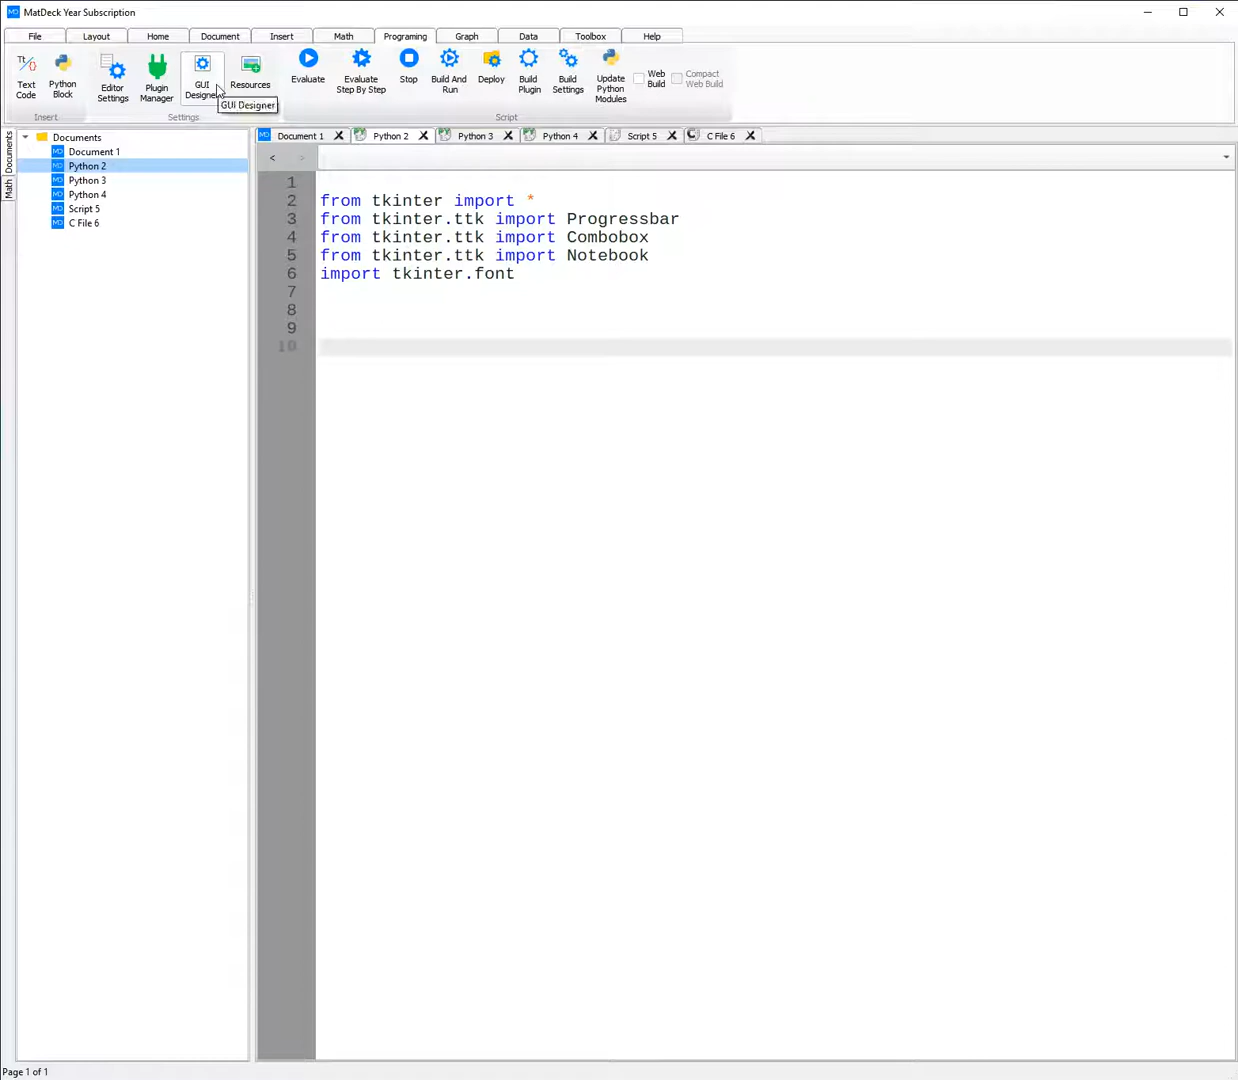 MatDeck Year Subscription
File Layout Home Document Insert Math Programing Graph Data Toolbox Help
Tt {}
Text Code
Python Block
Editor Settings
Plugin Manager
GUI Designer
Resources
Evaluate
Evaluate Step By Step
Stop
Build And Run
Deploy
Build Plugin
Build Settings
Update Python Modules
Web Build
Compact Web Build
GUI Designer
Insert Settings Script
Documents
Math
Documents
Document 1
Python 2
Python 3
Python 4
Script 5
C File 6
Document 1 Python 2 Python 3 Python 4 Script 5 C File 6
< >
1
2 from tkinter import *
3 from tkinter.ttk import Progressbar
4 from tkinter.ttk import Combobox
5 from tkinter.ttk import Notebook
6 import tkinter.font
7
8
9
10
Page 1 of 1